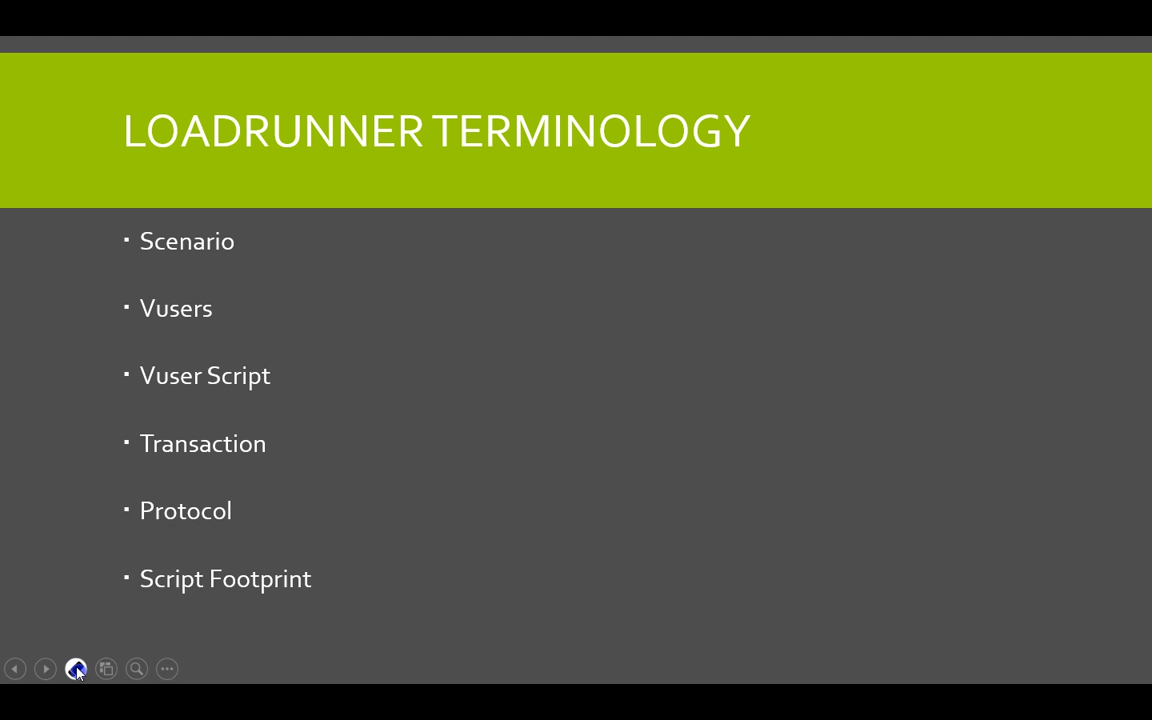 LOADRUNNER TERMINOLOGY
▪ Scenario
▪ Vusers
▪ Vuser Script
▪ Transaction
▪ Protocol
▪ Script Footprint